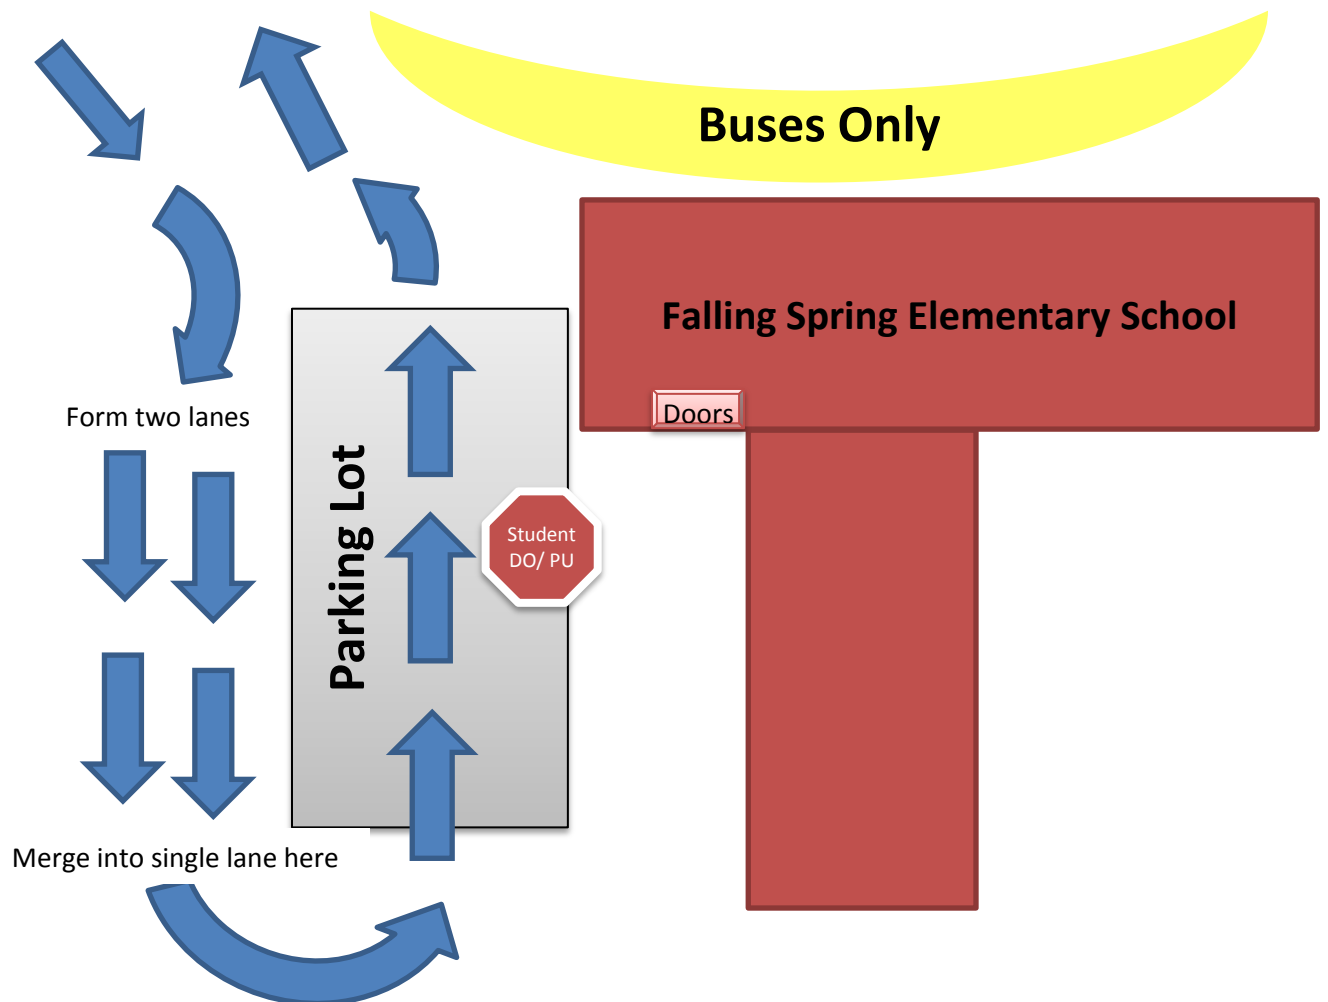 Buses Only
Falling Spring Elementary School
Doors
Form two lanes
Parking Lot
Student
DO/ PU
Merge into single lane here